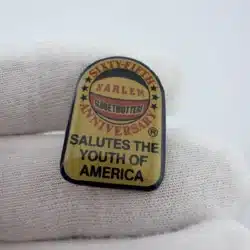 SIXTY-FIFTH
HARLEM
GLOBETROTTERS
ANNIVERSARY
®
SALUTES THE
YOUTH OF
AMERICA